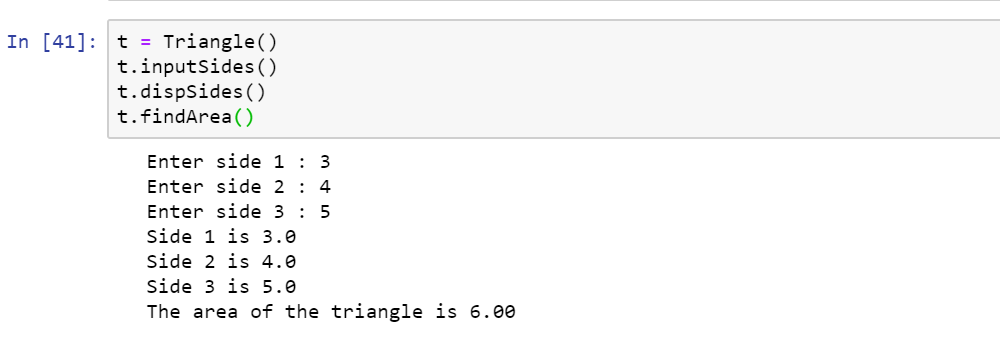 In [41]: t = Triangle()
t.inputSides()
t.dispSides()
t.findArea()
Enter side 1 : 3
Enter side 2 : 4
Enter side 3 : 5
Side 1 is 3.0
Side 2 is 4.0
Side 3 is 5.0
The area of the triangle is 6.00